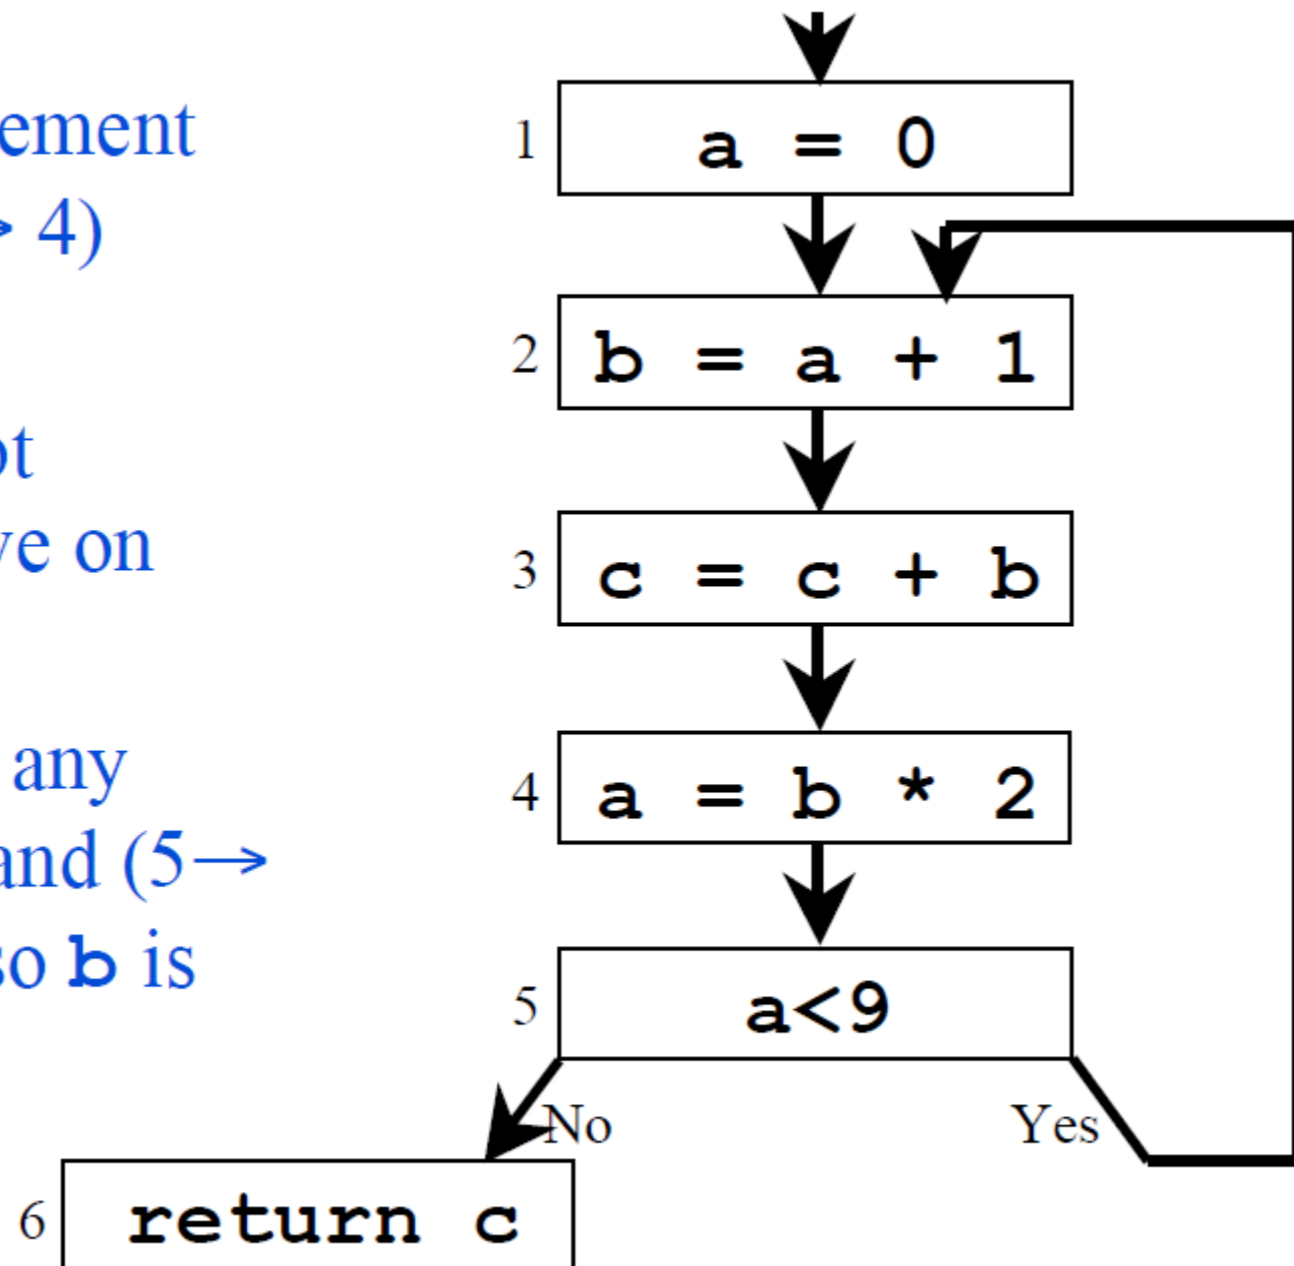 ement
→ 4)
ot
ve on
any
and (5→
so b is
1 a = 0
2 b = a + 1
3 c = c + b
4 a = b * 2
5 a<9
No Yes
6 return c